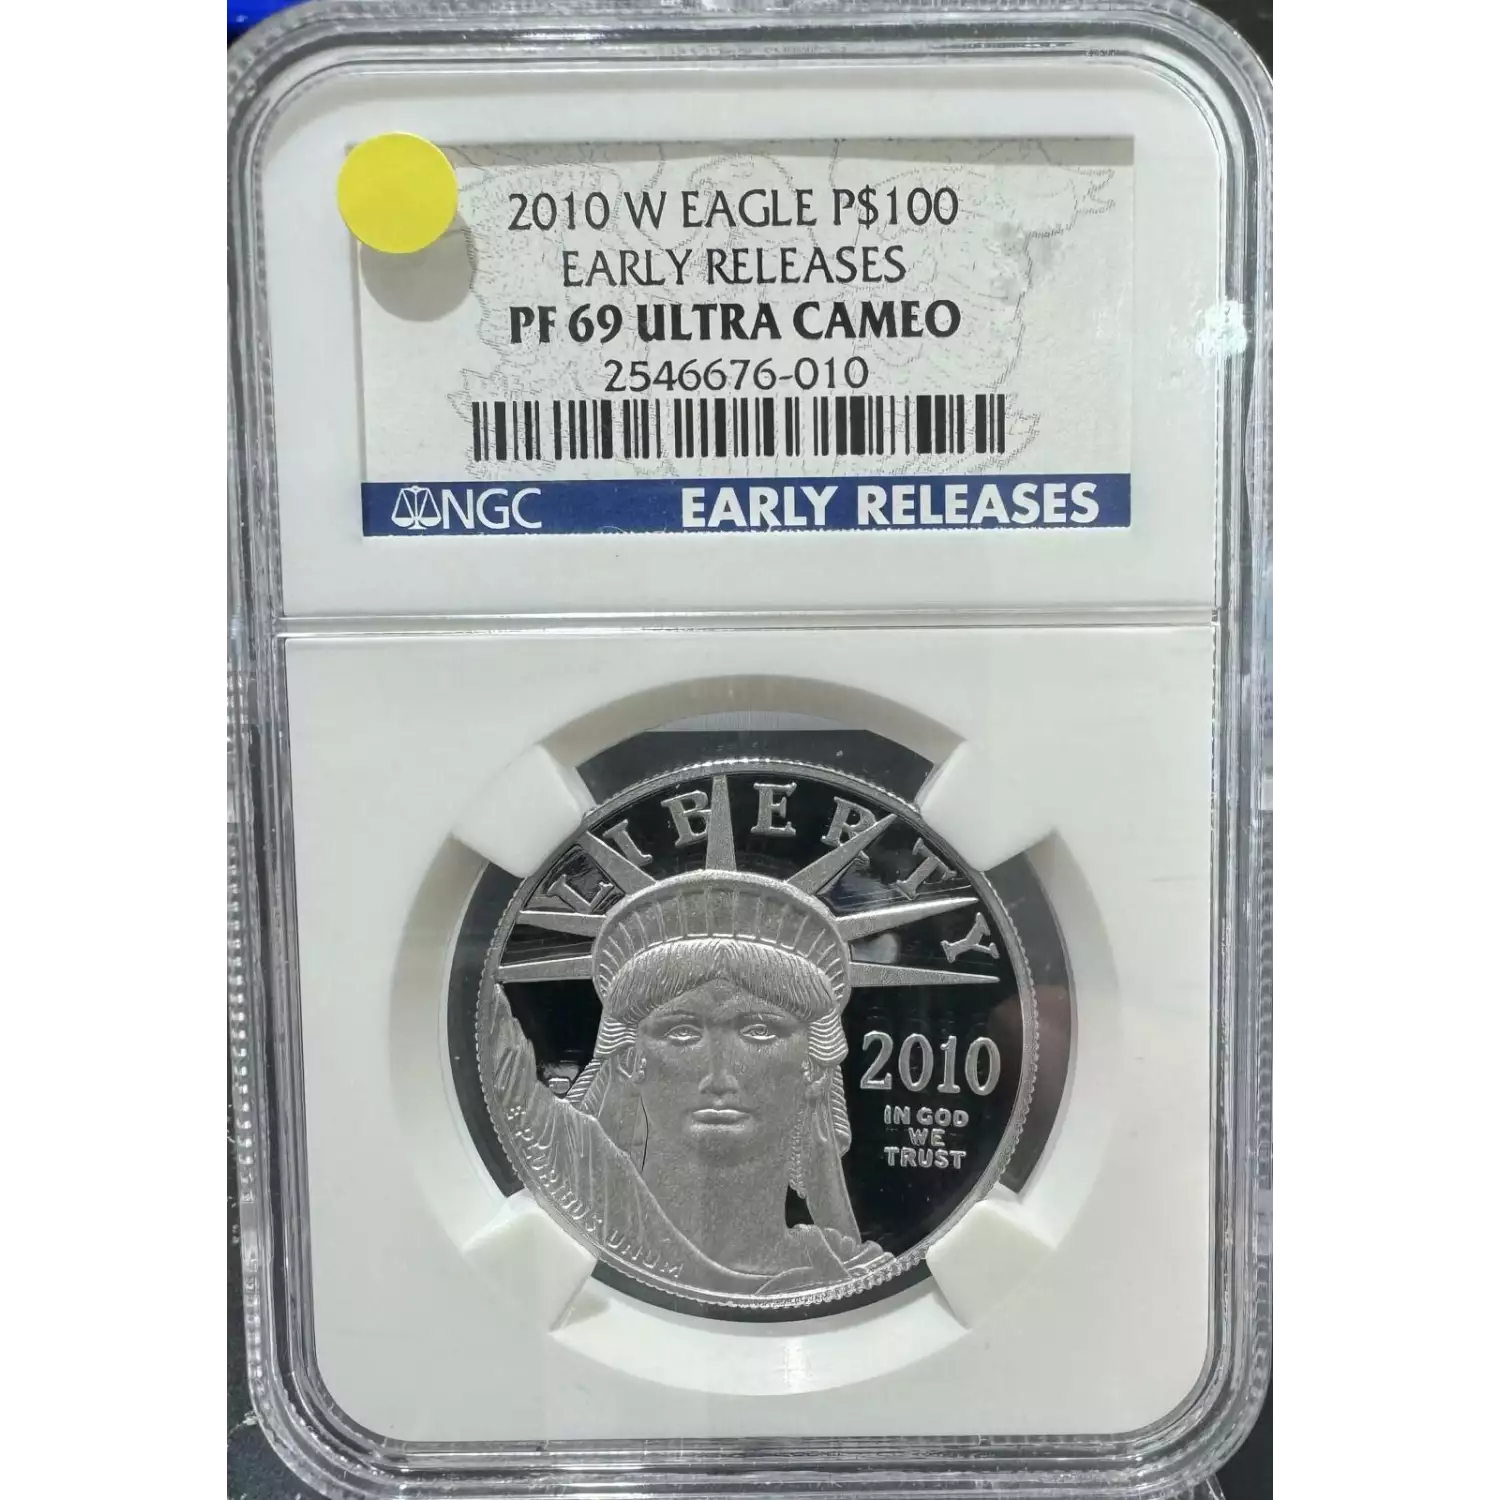 2010 W EAGLE P$100
EARLY RELEASES
PF 69 ULTRA CAMEO
2546676-010
NGC EARLY RELEASES
LIBERTY
2010
IN GOD
WE
TRUST
E PLURIBUS UNUM